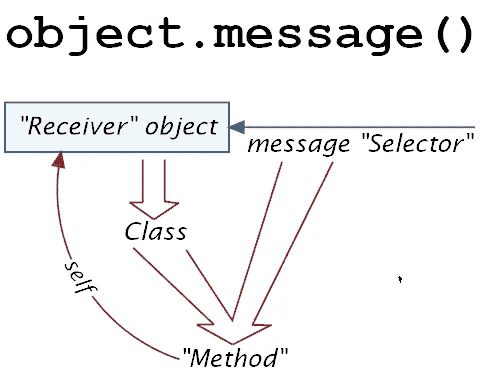 object.message()
"Receiver" object
message "Selector"
Class
self
"Method"